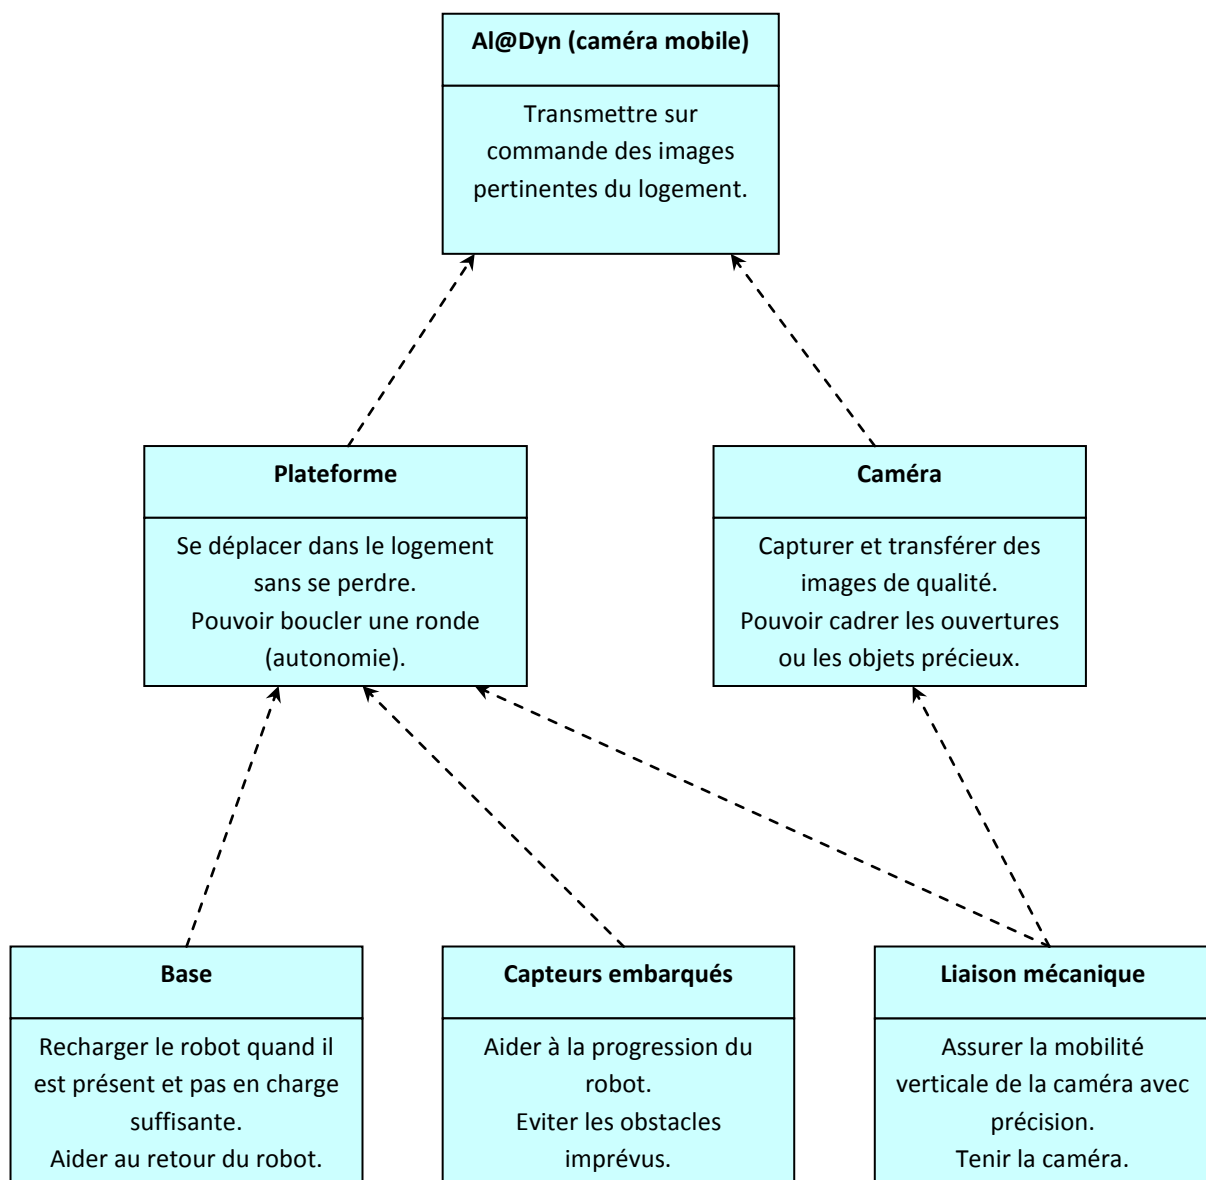 Al@Dyn (caméra mobile)
Transmettre sur
commande des images
pertinentes du logement.
Plateforme
Se déplacer dans le logement
sans se perdre.
Pouvoir boucler une ronde
(autonomie).
Caméra
Capturer et transférer des
images de qualité.
Pouvoir cadrer les ouvertures
ou les objets précieux.
Base
Recharger le robot quand il
est présent et pas en charge
suffisante.
Aider au retour du robot.
Capteurs embarqués
Aider à la progression du
robot.
Eviter les obstacles
imprévus.
Liaison mécanique
Assurer la mobilité
verticale de la caméra avec
précision.
Tenir la caméra.